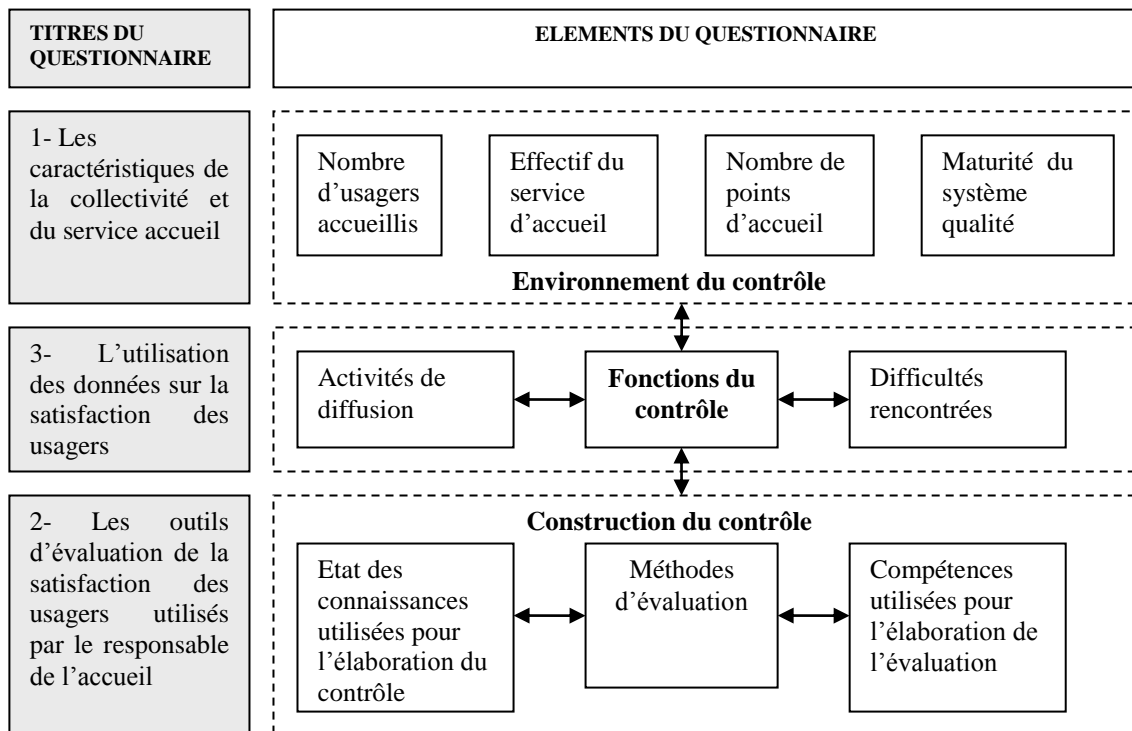 TITRES DU
QUESTIONNAIRE
ELEMENTS DU QUESTIONNAIRE
1- Les
caractéristiques de
la collectivité et
du service accueil
Nombre
d’usagers
accueillis
Effectif du
service
d’accueil
Nombre de
points
d’accueil
Maturité du
système
qualité
Environnement du contrôle
3- L’utilisation
des données sur la
satisfaction des
usagers
Activités de
diffusion
Fonctions du
contrôle
Difficultés
rencontrées
2- Les outils
d’évaluation de la
satisfaction des
usagers utilisés
par le responsable
de l’accueil
Construction du contrôle
Etat des
connaissances
utilisées pour
l’élaboration du
contrôle
Méthodes
d’évaluation
Compétences
utilisées pour
l’élaboration de
l’évaluation